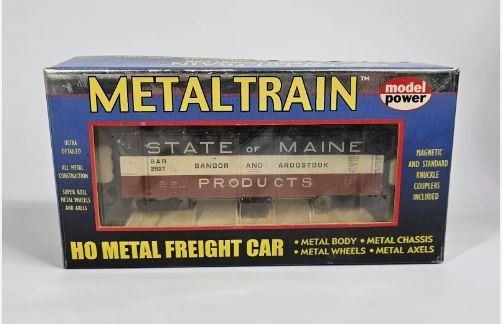 METALTRAIN™
model
power
ULTRA
DETAILED
ALL METAL
CONSTRUCTION
SUPER ROLL
METAL WHEELS
AND AXLES
STATE OF MAINE
BAR
2527
BANGOR AND AROOSTOOK
PRODUCTS
MAGNETIC
AND STANDARD
KNUCKLE
COUPLERS
INCLUDED
HO METAL FREIGHT CAR
• METAL BODY • METAL CHASSIS
• METAL WHEELS • METAL AXELS